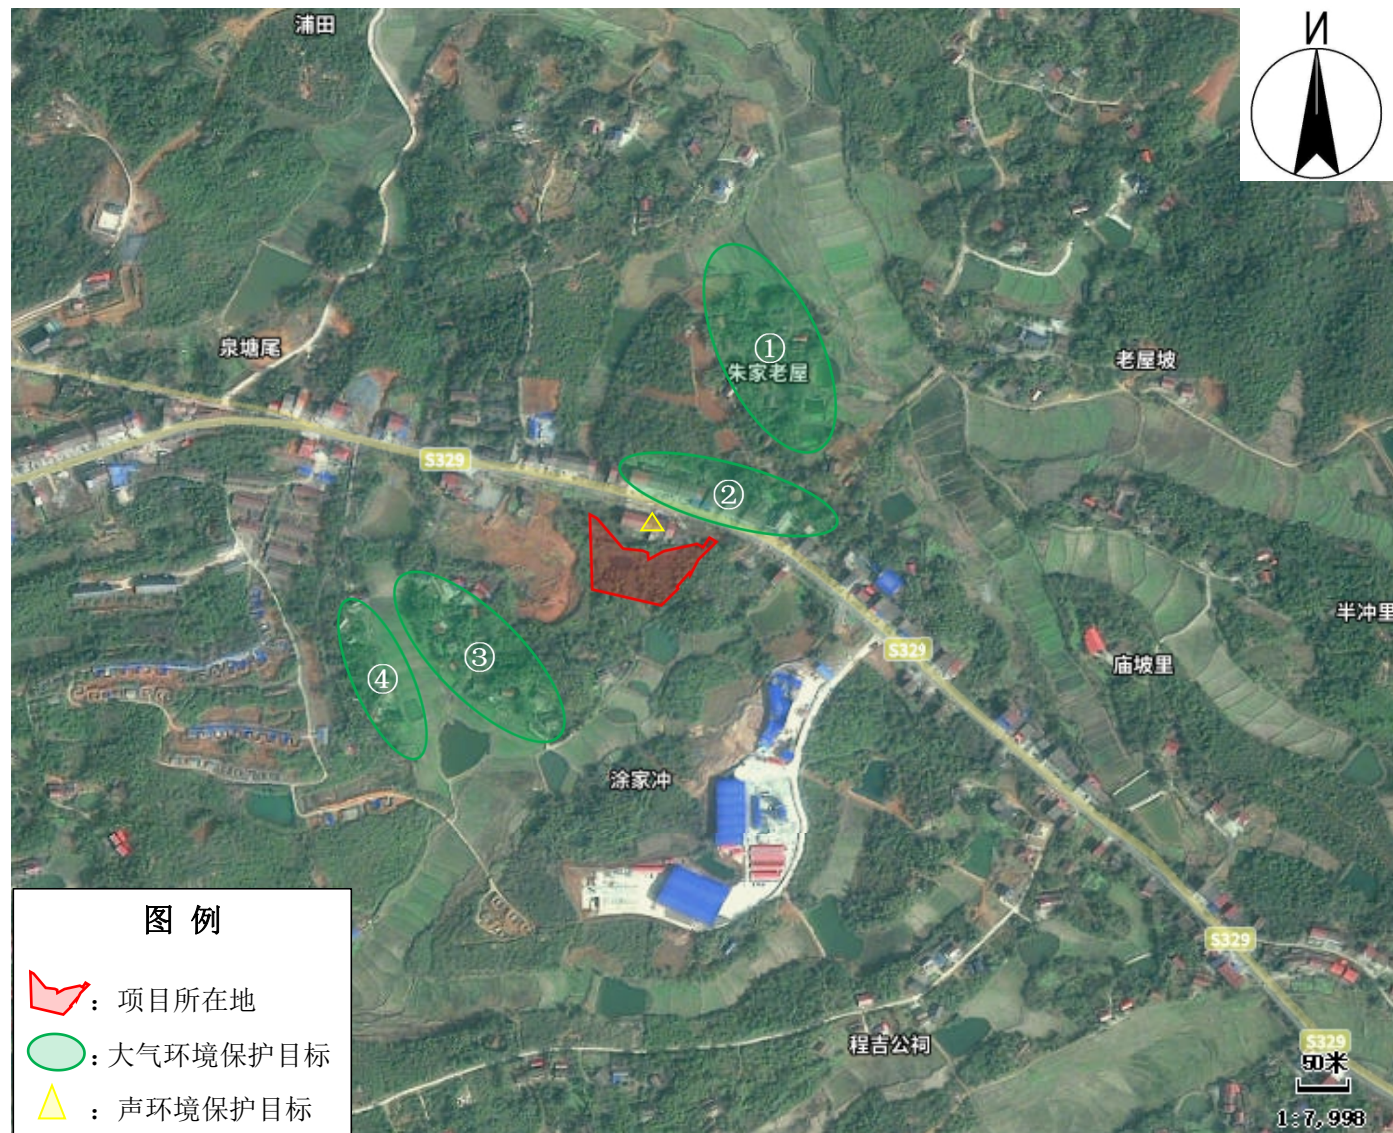 浦田
N
①
朱家老屋
泉塘尾
老屋坡
S329
②
半冲里
③
S329
庙坡里
④
涂家冲
S329
程吉公祠
S329
50米
1:7,998
图 例
：项目所在地
：大气环境保护目标
：声环境保护目标